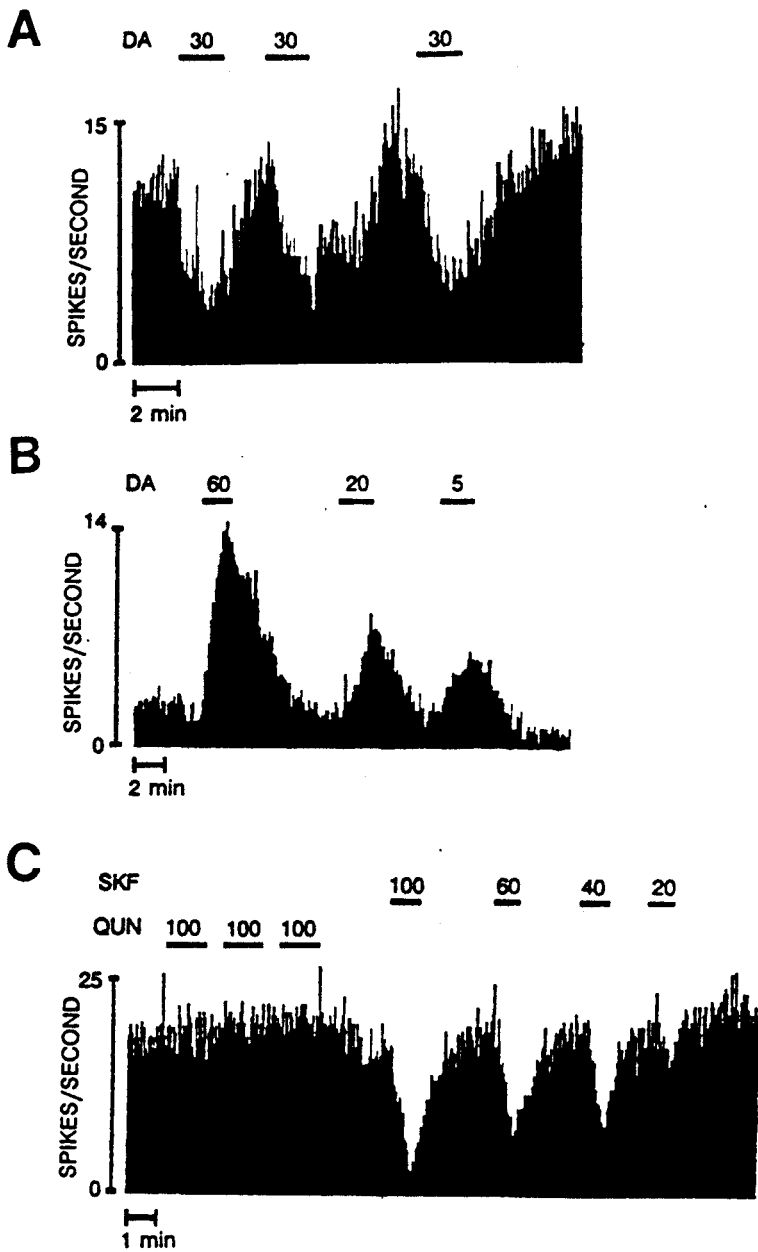 A
DA 30 30 30
15
SPIKES/SECOND
0
2 min
B
DA 60 20 5
14
SPIKES/SECOND
0
2 min
C
SKF 100 60 40 20
QUN 100 100 100
25
SPIKES/SECOND
0
1 min